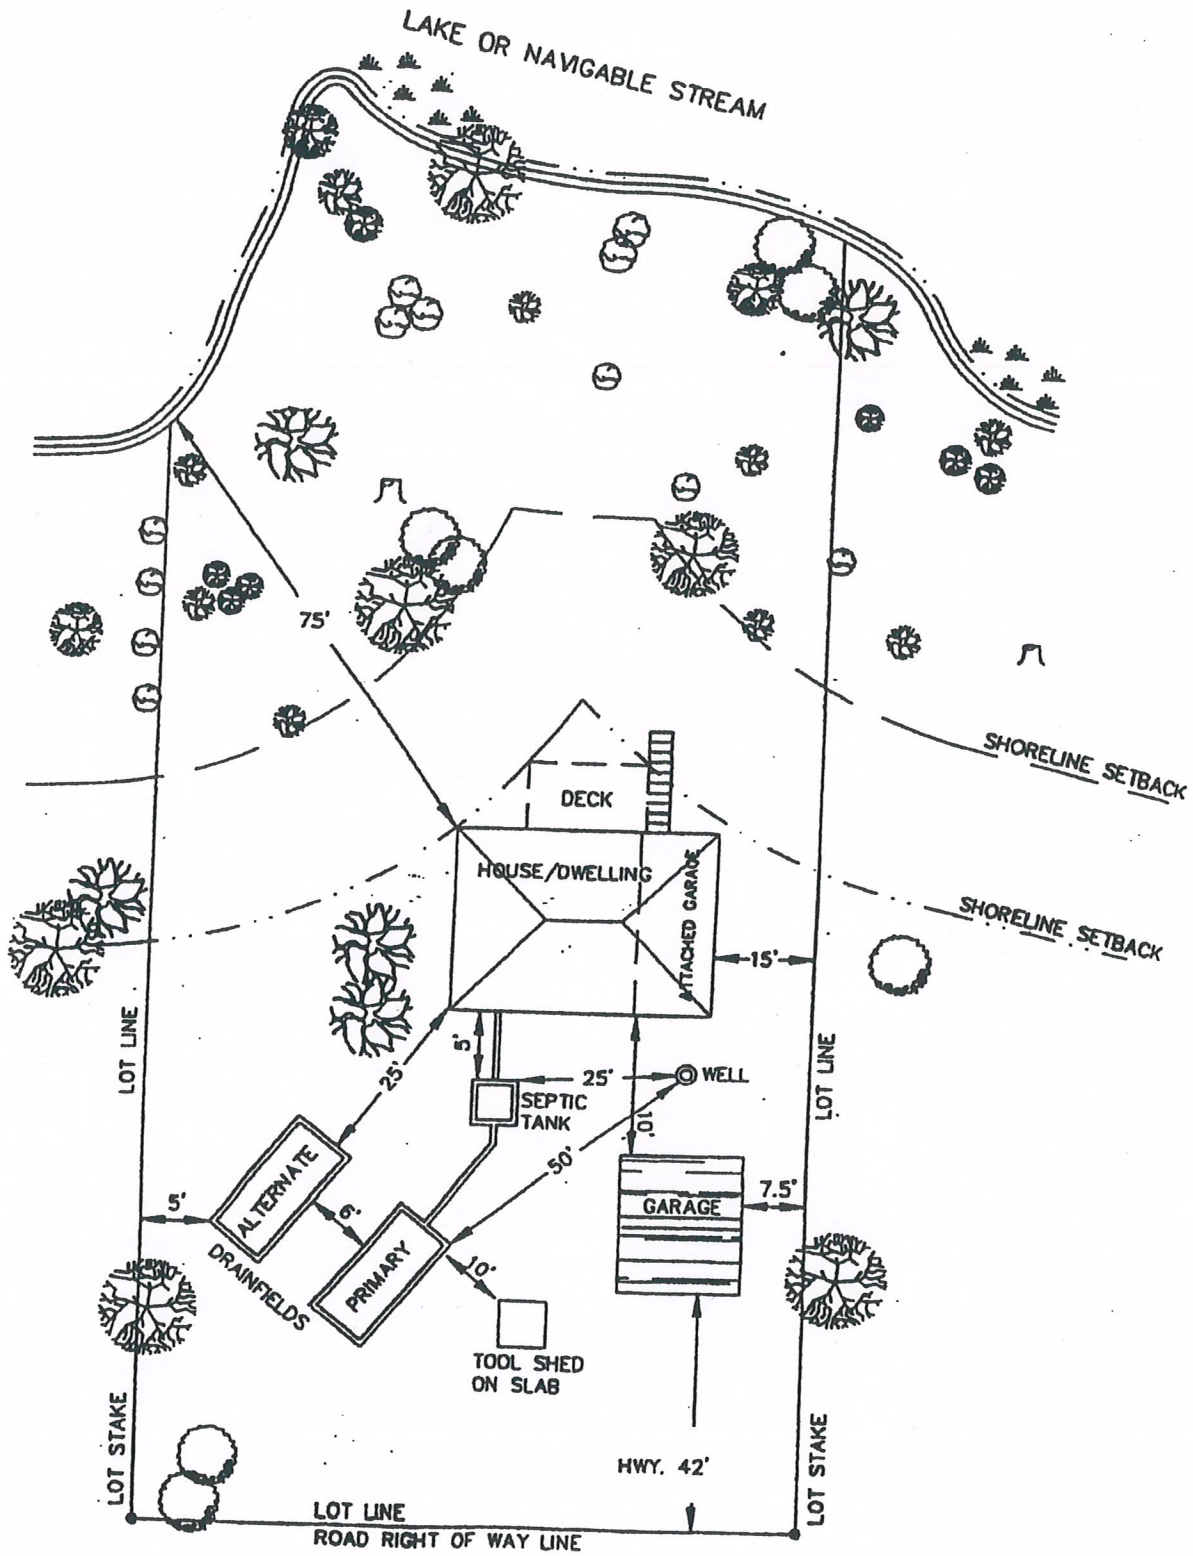 LAKE OR NAVIGABLE STREAM
75'
SHORELINE SETBACK
DECK
HOUSE/DWELLING
ATTACHED GARAGE
SHORELINE SETBACK
15'
LOT LINE
LOT LINE
5'
25'
25'
WELL
SEPTIC
TANK
10'
50'
ALTERNATE
5'
6'
GARAGE
7.5'
DRAINFIELDS
PRIMARY
10'
TOOL SHED
ON SLAB
LOT STAKE
LOT STAKE
HWY. 42'
LOT LINE
ROAD RIGHT OF WAY LINE